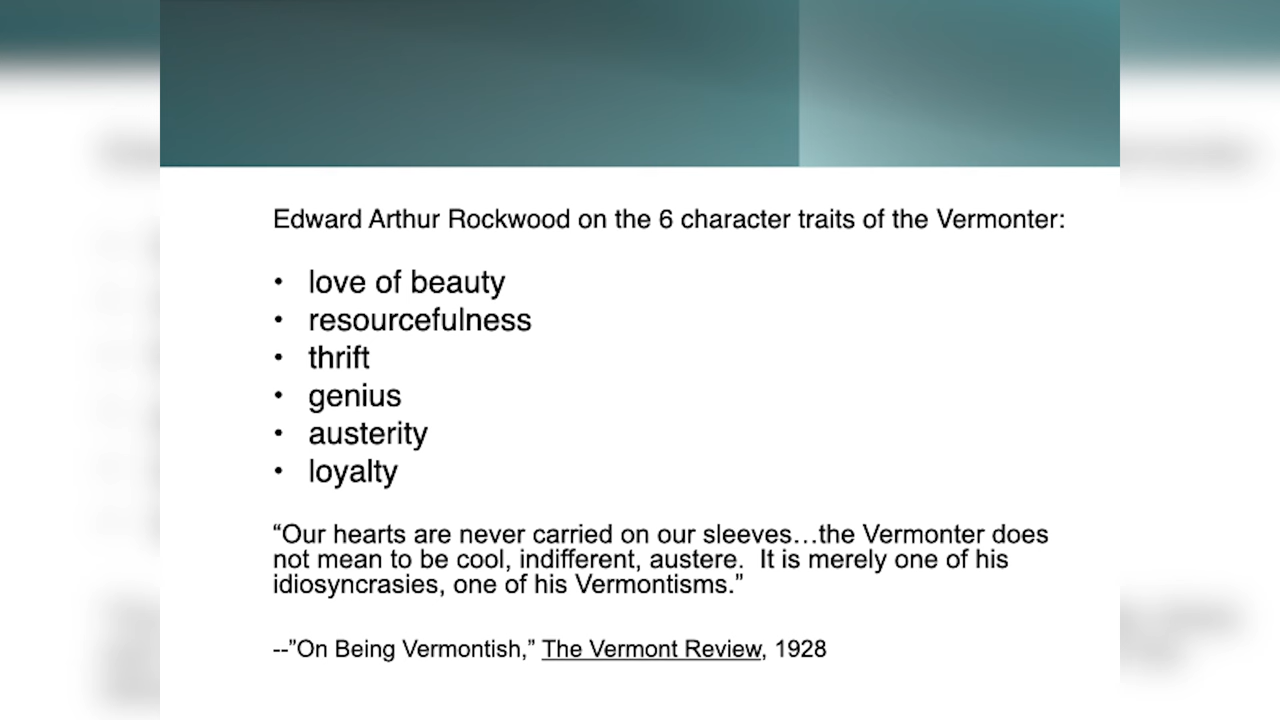 Edward Arthur Rockwood on the 6 character traits of the Vermonter:
• love of beauty
• resourcefulness
• thrift
• genius
• austerity
• loyalty
“Our hearts are never carried on our sleeves…the Vermonter does
not mean to be cool, indifferent, austere.  It is merely one of his
idiosyncrasies, one of his Vermontisms.”
--”On Being Vermontish,” The Vermont Review, 1928